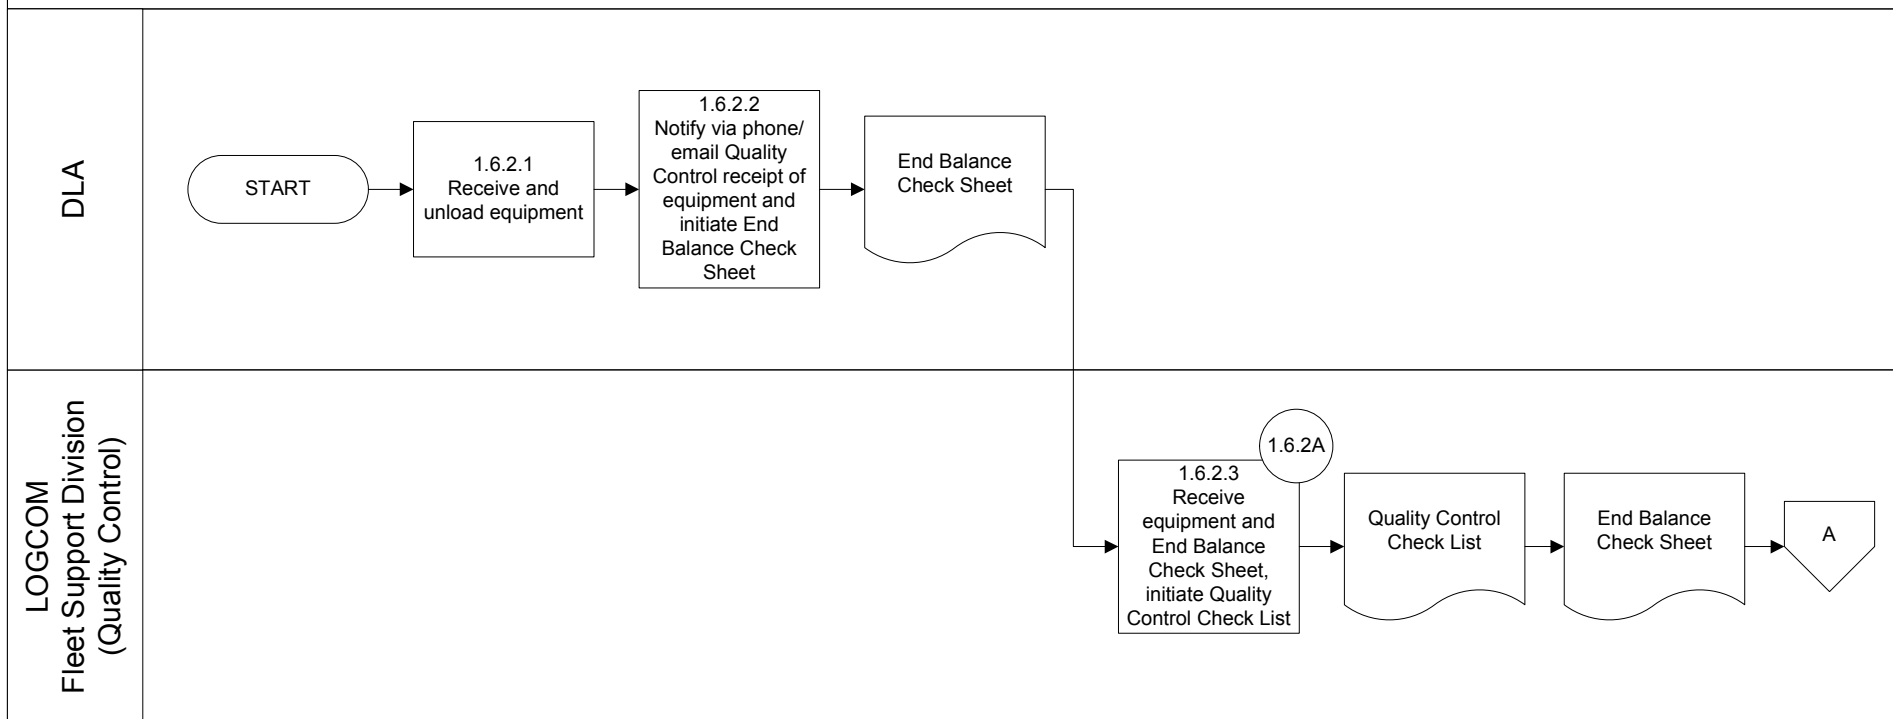 DLA
START
1.6.2.1
Receive and
unload equipment
1.6.2.2
Notify via phone/
email Quality
Control receipt of
equipment and
initiate End
Balance Check
Sheet
End Balance
Check Sheet
LOGCOM
Fleet Support Division
(Quality Control)
1.6.2A
1.6.2.3
Receive
equipment and
End Balance
Check Sheet,
initiate Quality
Control Check List
Quality Control
Check List
End Balance
Check Sheet
A